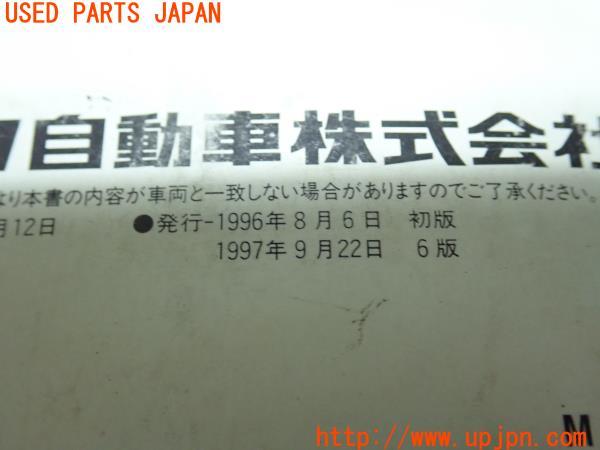 USED PARTS JAPAN
自動車株式会社
より本書の内容が車両と一致しない場合がありますのでご了承ください。
月12日 ●発行-1996年8月6日 初版
1997年9月22日 6版
M
http://www.upjpn.com/